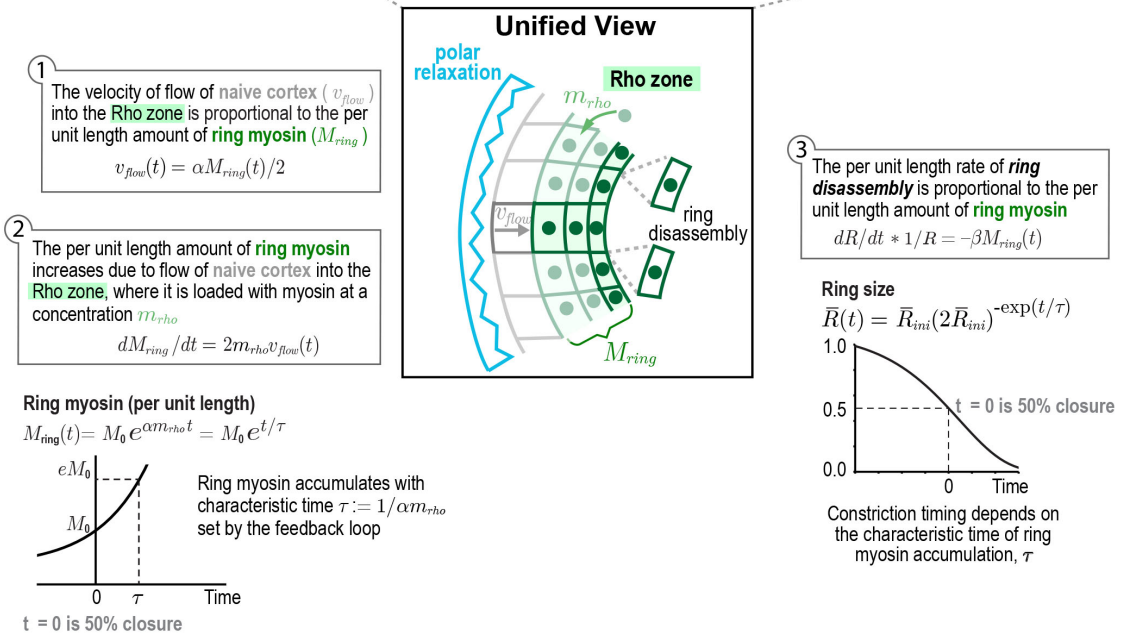 Unified View
polar
relaxation
Rho zone
m_rho
v_flow
ring
disassembly
M_ring
1
The velocity of flow of naive cortex (v_flow)
into the Rho zone is proportional to the per
unit length amount of ring myosin (M_ring)
v_flow(t) = αM_ring(t)/2
2
The per unit length amount of ring myosin
increases due to flow of naive cortex into the
Rho zone, where it is loaded with myosin at a
concentration m_rho
dM_ring/dt = 2m_rho v_flow(t)
Ring myosin (per unit length)
M_ring(t)= M₀ e^{αm_rho t} = M₀ e^{t/τ}
eM₀
M₀
0
τ
Time
t = 0 is 50% closure
Ring myosin accumulates with
characteristic time τ := 1/αm_rho
set by the feedback loop
3
The per unit length rate of ring
disassembly is proportional to the per
unit length amount of ring myosin
dR/dt * 1/R = -βM_ring(t)
Ring size
R̅(t) = R̅_ini(2R̅_ini)^{-exp(t/τ)}
1.0
0.5
t = 0 is 50% closure
0.0
0
Time
Constriction timing depends on
the characteristic time of ring
myosin accumulation, τ